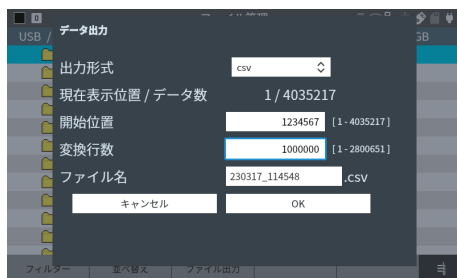 0
USB /
GB
データ出力
出力形式 csv
現在表示位置 / データ数 1 / 4035217
開始位置 1234567 [ 1 - 4035217 ]
変換行数 1000000 [ 1 - 2800651 ]
ファイル名 230317_114548 .csv
キャンセル OK
フィルター 並べ替え ファイル出力